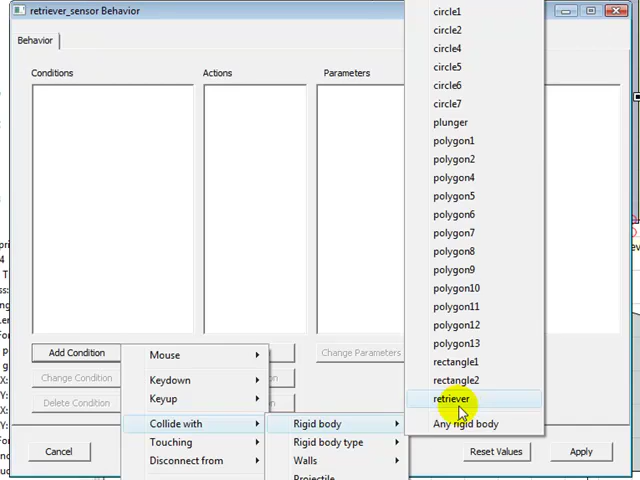 retriever_sensor Behavior
Behavior
Conditions
Actions
Parameters
circle1
circle2
circle4
circle5
circle6
circle7
plunger
polygon1
polygon2
polygon4
polygon5
polygon6
polygon7
polygon8
polygon9
polygon10
polygon11
polygon12
polygon13
rectangle1
rectangle2
retriever
Any rigid body
Add Condition
Change Condition
Delete Condition
Mouse
Keydown
Keyup
Collide with
Touching
Disconnect from
Rigid body
Rigid body type
Walls
Projectile
Change Parameters
Cancel
Reset Values
Apply